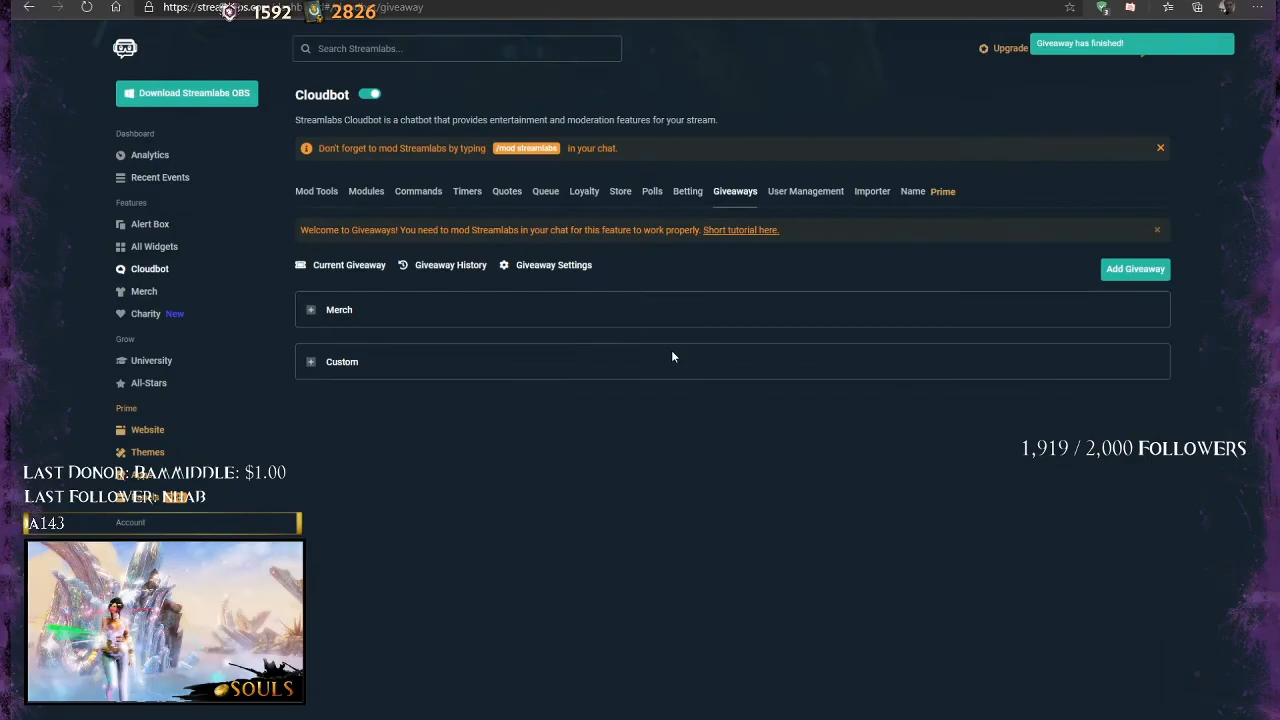 1592 2826
/giveaway
Search Streamlabs...
Upgrade
Giveaway has finished!
Download Streamlabs OBS
Cloudbot
Streamlabs Cloudbot is a chatbot that provides entertainment and moderation features for your stream.
Dashboard
Don't forget to mod Streamlabs by typing /mod streamlabs in your chat.
Analytics
Recent Events
Mod Tools Modules Commands Timers Quotes Queue Loyalty Store Polls Betting Giveaways User Management Importer Name Prime
Features
Alert Box
Welcome to Giveaways! You need to mod Streamlabs in your chat for this feature to work properly. Short tutorial here.
All Widgets
Cloudbot
Current Giveaway Giveaway History Giveaway Settings
Add Giveaway
Merch
Charity New
Merch
Grow
University
Custom
All-Stars
Prime
Website
Themes
1,919 / 2,000 Followers
Last Donor: Bammiddle: $1.00
Last Follower:
A143
Account
SOULS